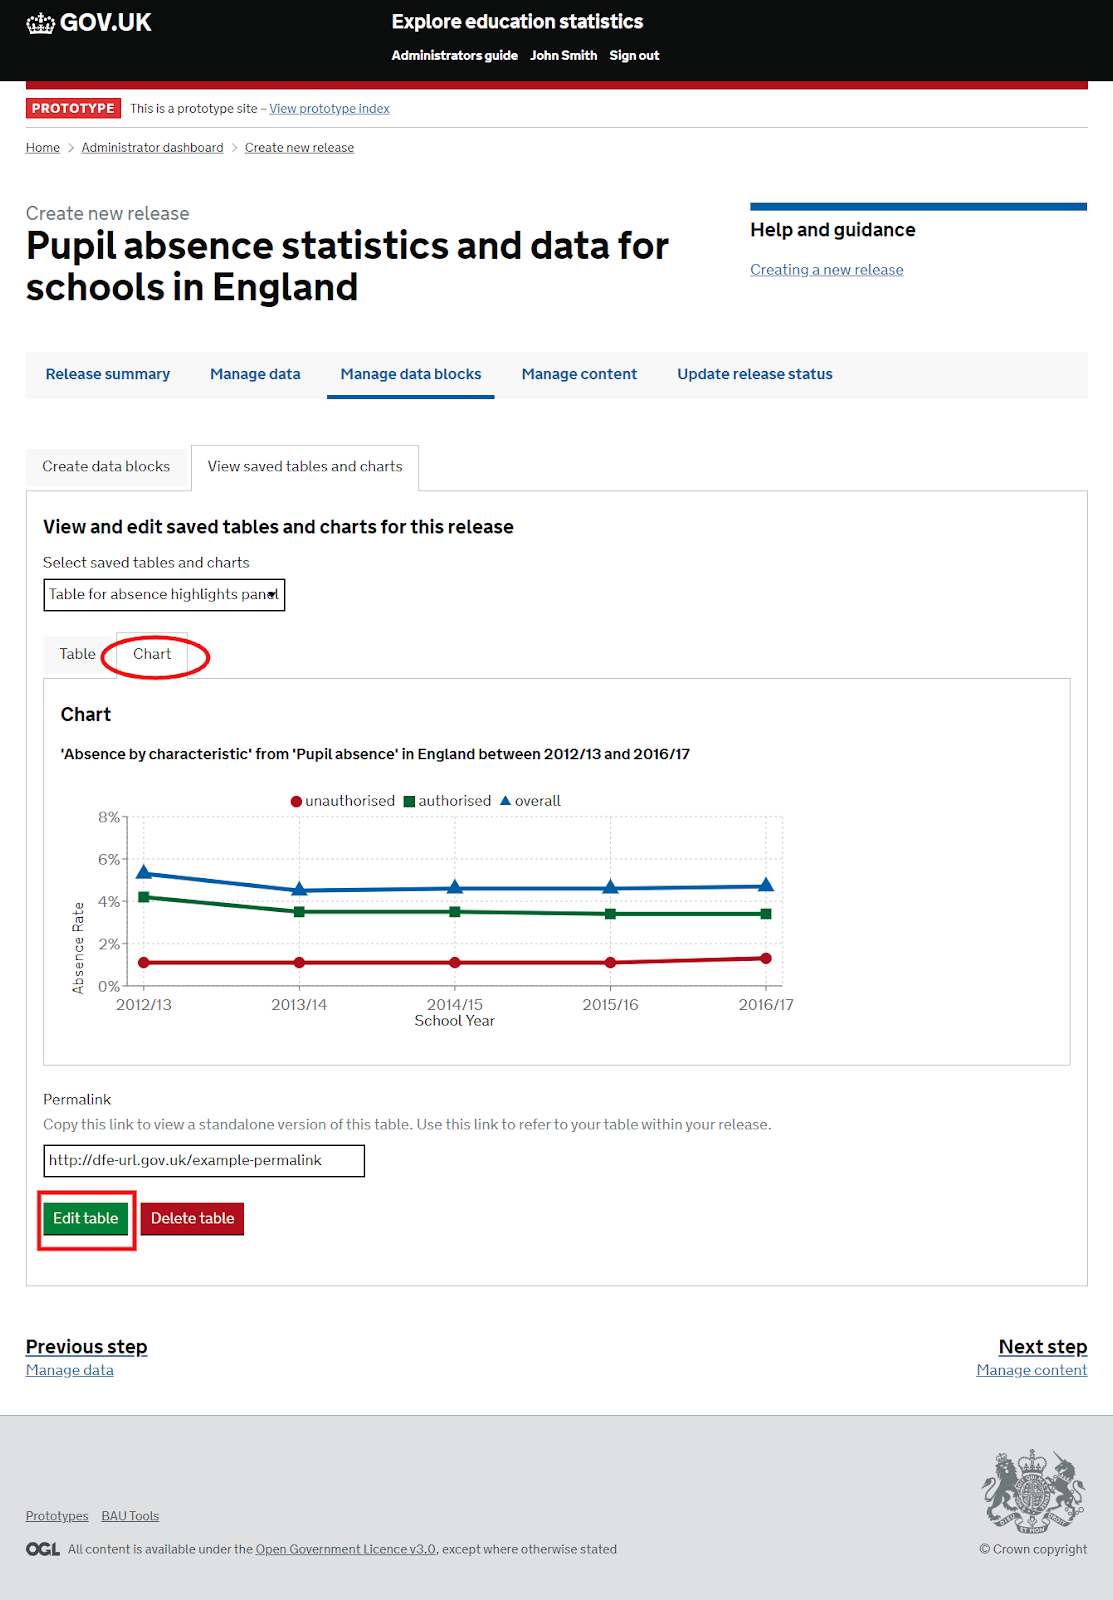 GOV.UK
Explore education statistics
Administrators guide John Smith Sign out
PROTOTYPE This is a prototype site – View prototype index
Home Administrator dashboard Create new release
Create new release
Pupil absence statistics and data for
schools in England
Help and guidance
Creating a new release
Release summary Manage data Manage data blocks Manage content Update release status
Create data blocks View saved tables and charts
View and edit saved tables and charts for this release
Select saved tables and charts
Table for absence highlights panel
Table Chart
Chart
'Absence by characteristic' from 'Pupil absence' in England between 2012/13 and 2016/17
unauthorised authorised overall
8%
6%
4%
2%
0%
Absence Rate
2012/13 2013/14 2014/15 2015/16 2016/17
School Year
Permalink
Copy this link to view a standalone version of this table. Use this link to refer to your table within your release.
http://dfe-url.gov.uk/example-permalink
Edit table Delete table
Previous step
Manage data
Next step
Manage content
Prototypes BAU Tools
OGL All content is available under the Open Government Licence v3.0, except where otherwise stated
© Crown copyright